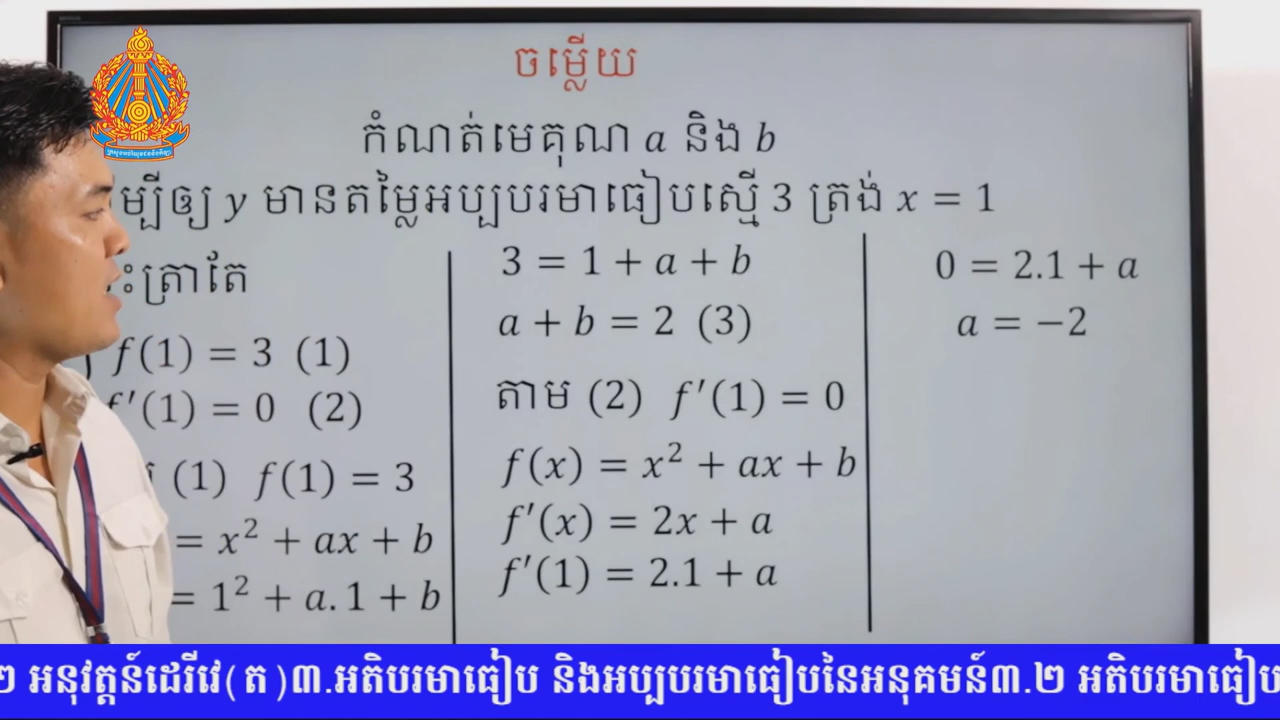 ចម្លើយ
កំណត់មេគុណ a និង b
y មានតម្លៃអប្បបរមាធៀបស្មើ 3 ត្រង់ x = 1
ត្រាតែ
f(1) = 3 (1)
f'(1) = 0 (2)
(1) f(1) = 3
= x² + ax + b
= 1² + a. 1 + b
3 = 1 + a + b
a + b = 2 (3)
តាម (2) f'(1) = 0
f(x) = x² + ax + b
f'(x) = 2x + a
f'(1) = 2.1 + a
0 = 2.1 + a
a = −2
២ អនុវត្តន៍ដេរីវេ( ត )៣.អតិបរមាធៀប និងអប្បបរមាធៀបនៃអនុគមន៍៣.២ អតិបរមាធៀប